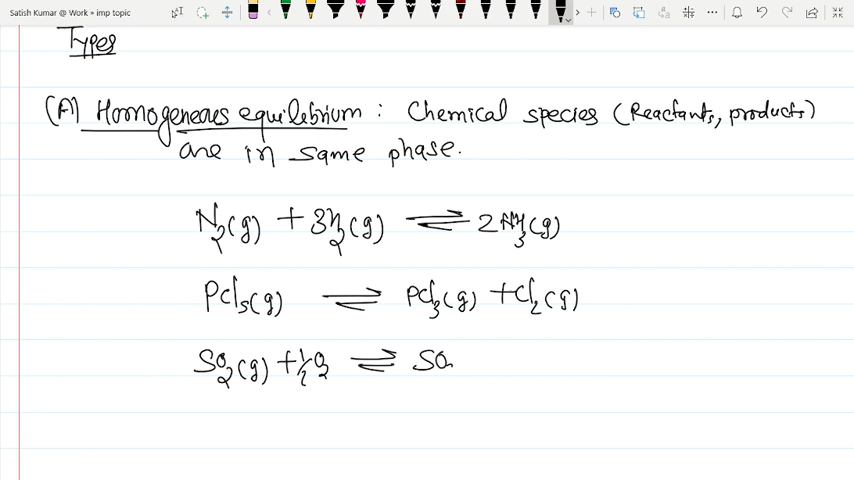 Satish Kumar @ Work » imp topic
Types
(A) Homogeneous equilibrium : Chemical species (Reactants, products)
are in same phase.
N₂(g) + 3H₂(g) ⇌ 2NH₃(g)
PCl₅(g) ⇌ PCl₃(g) + Cl₂(g)
SO₂(g) + 1/2 O₂ ⇌ SO